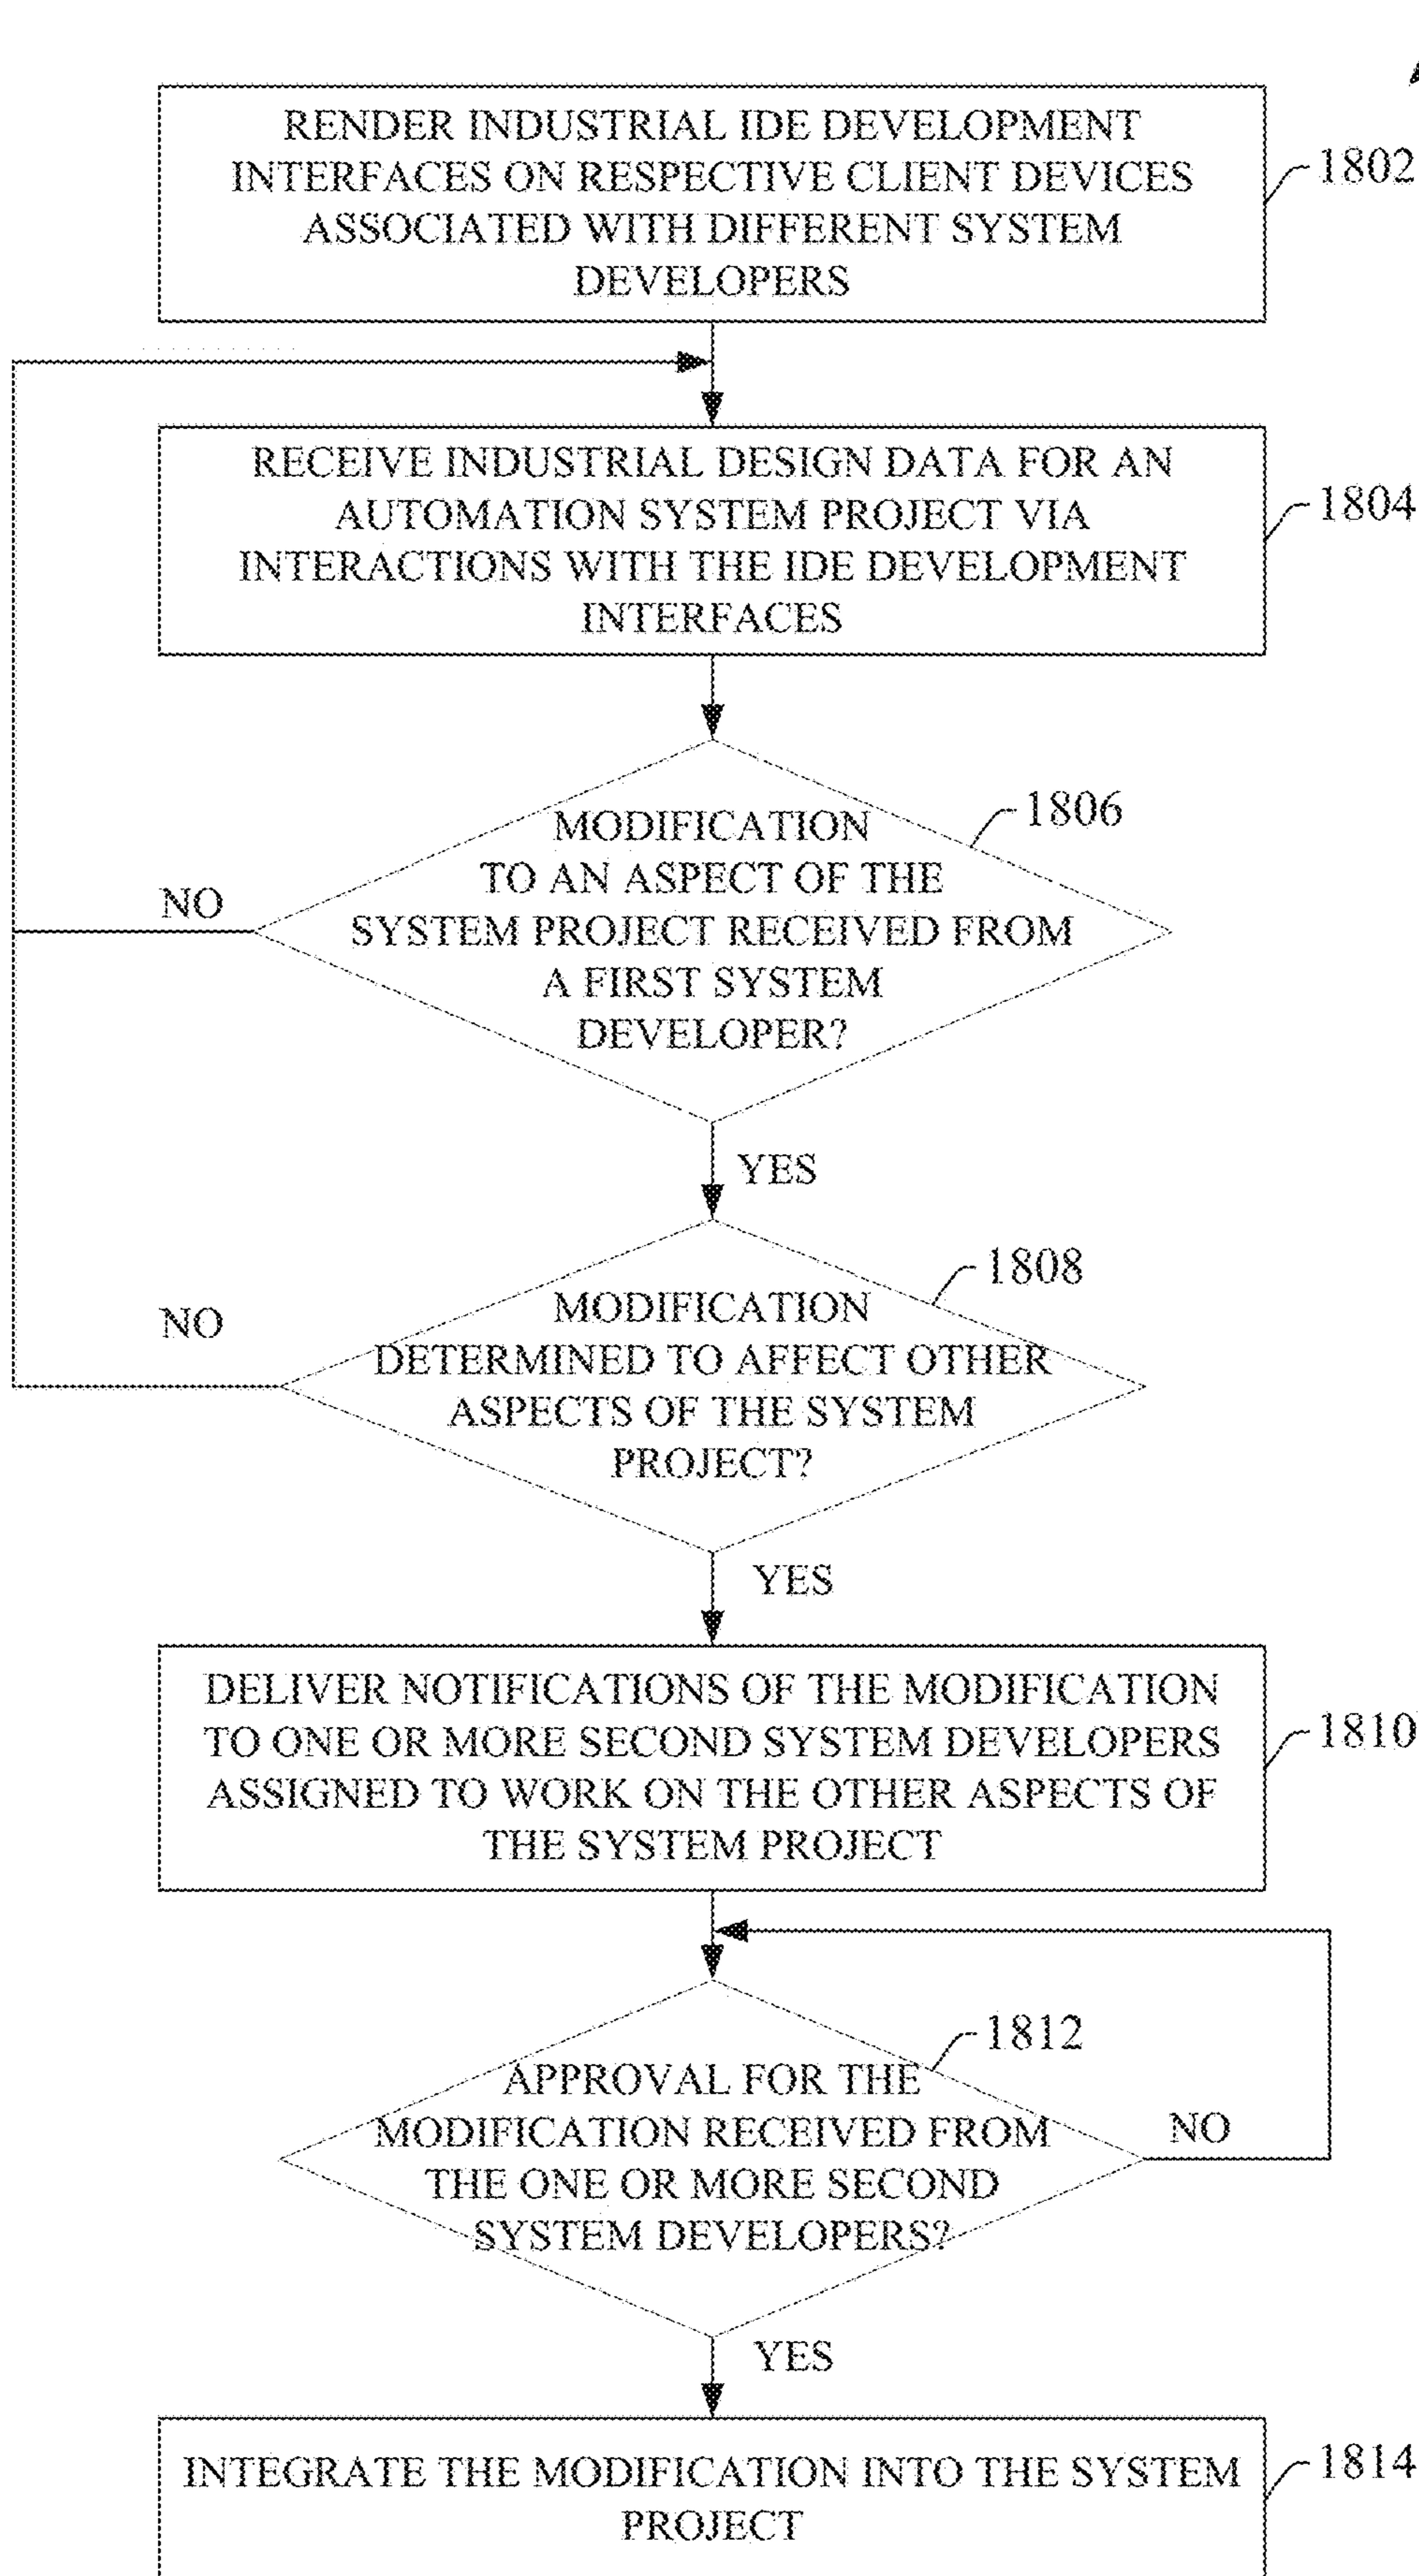 RENDER INDUSTRIAL IDE DEVELOPMENT
INTERFACES ON RESPECTIVE CLIENT DEVICES
ASSOCIATED WITH DIFFERENT SYSTEM
DEVELOPERS
1802
RECEIVE INDUSTRIAL DESIGN DATA FOR AN
AUTOMATION SYSTEM PROJECT VIA
INTERACTIONS WITH THE IDE DEVELOPMENT
INTERFACES
1804
MODIFICATION
TO AN ASPECT OF THE
SYSTEM PROJECT RECEIVED FROM
A FIRST SYSTEM
DEVELOPER?
1806
NO
YES
MODIFICATION
DETERMINED TO AFFECT OTHER
ASPECTS OF THE SYSTEM
PROJECT?
1808
NO
YES
DELIVER NOTIFICATIONS OF THE MODIFICATION
TO ONE OR MORE SECOND SYSTEM DEVELOPERS
ASSIGNED TO WORK ON THE OTHER ASPECTS OF
THE SYSTEM PROJECT
1810
APPROVAL FOR THE
MODIFICATION RECEIVED FROM
THE ONE OR MORE SECOND
SYSTEM DEVELOPERS?
1812
NO
YES
INTEGRATE THE MODIFICATION INTO THE SYSTEM
PROJECT
1814